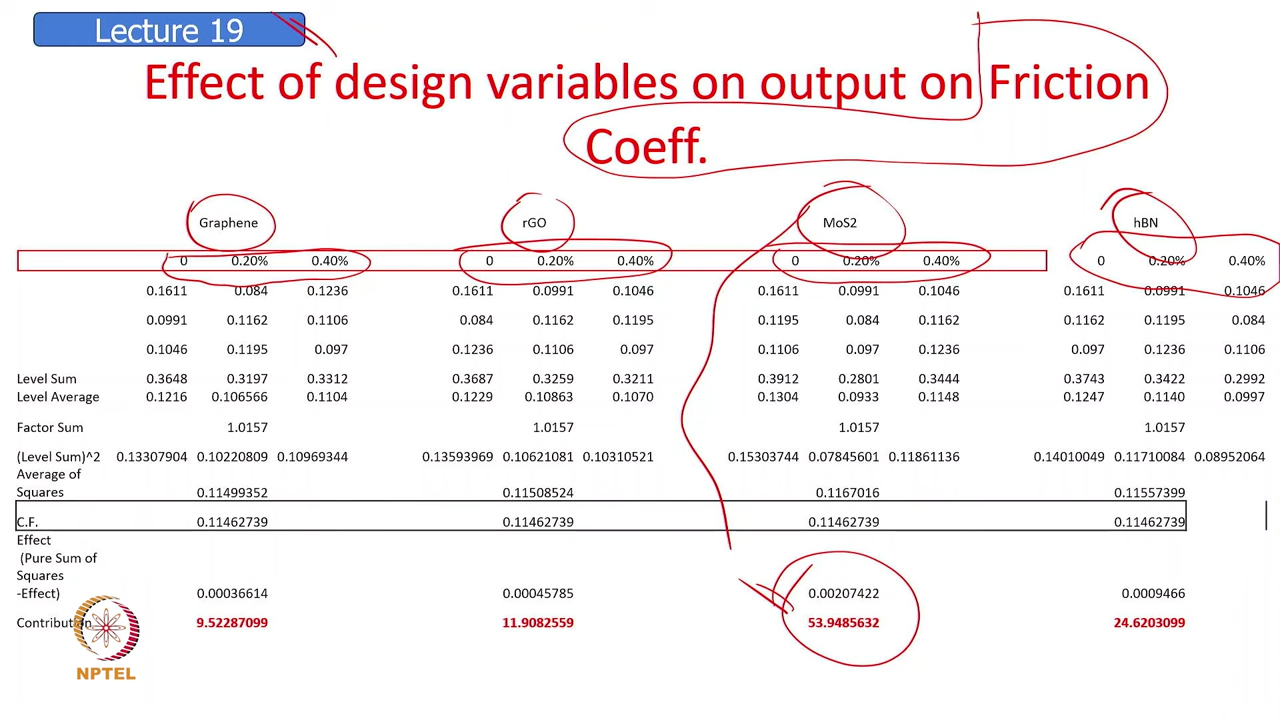 Lecture 19
Effect of design variables on output on Friction
Coeff.
Graphene rGO MoS2 hBN
0 0.20% 0.40% 0 0.20% 0.40% 0 0.20% 0.40% 0 0.20% 0.40%
0.1611 0.084 0.1236 0.1611 0.0991 0.1046 0.1611 0.0991 0.1046 0.1611 0.0991 0.1046
0.0991 0.1162 0.1106 0.084 0.1162 0.1195 0.1195 0.084 0.1162 0.1162 0.1195 0.084
0.1046 0.1195 0.097 0.1236 0.1106 0.097 0.1106 0.097 0.1236 0.097 0.1236 0.1106
Level Sum 0.3648 0.3197 0.3312 0.3687 0.3259 0.3211 0.3912 0.2801 0.3444 0.3743 0.3422 0.2992
Level Average 0.1216 0.106566 0.1104 0.1229 0.10863 0.1070 0.1304 0.0933 0.1148 0.1247 0.1140 0.0997
Factor Sum 1.0157 1.0157 1.0157 1.0157
(Level Sum)^2 0.13307904 0.10220809 0.10969344 0.13593969 0.10621081 0.10310521 0.15303744 0.07845601 0.11861136 0.14010049 0.11710084 0.08952064
Average of
Squares 0.11499352 0.11508524 0.1167016 0.11557399
C.F. 0.11462739 0.11462739 0.11462739 0.11462739
Effect
(Pure Sum of
Squares
-Effect) 0.00036614 0.00045785 0.00207422 0.0009466
9.52287099 11.9082559 53.9485632 24.6203099
NPTEL